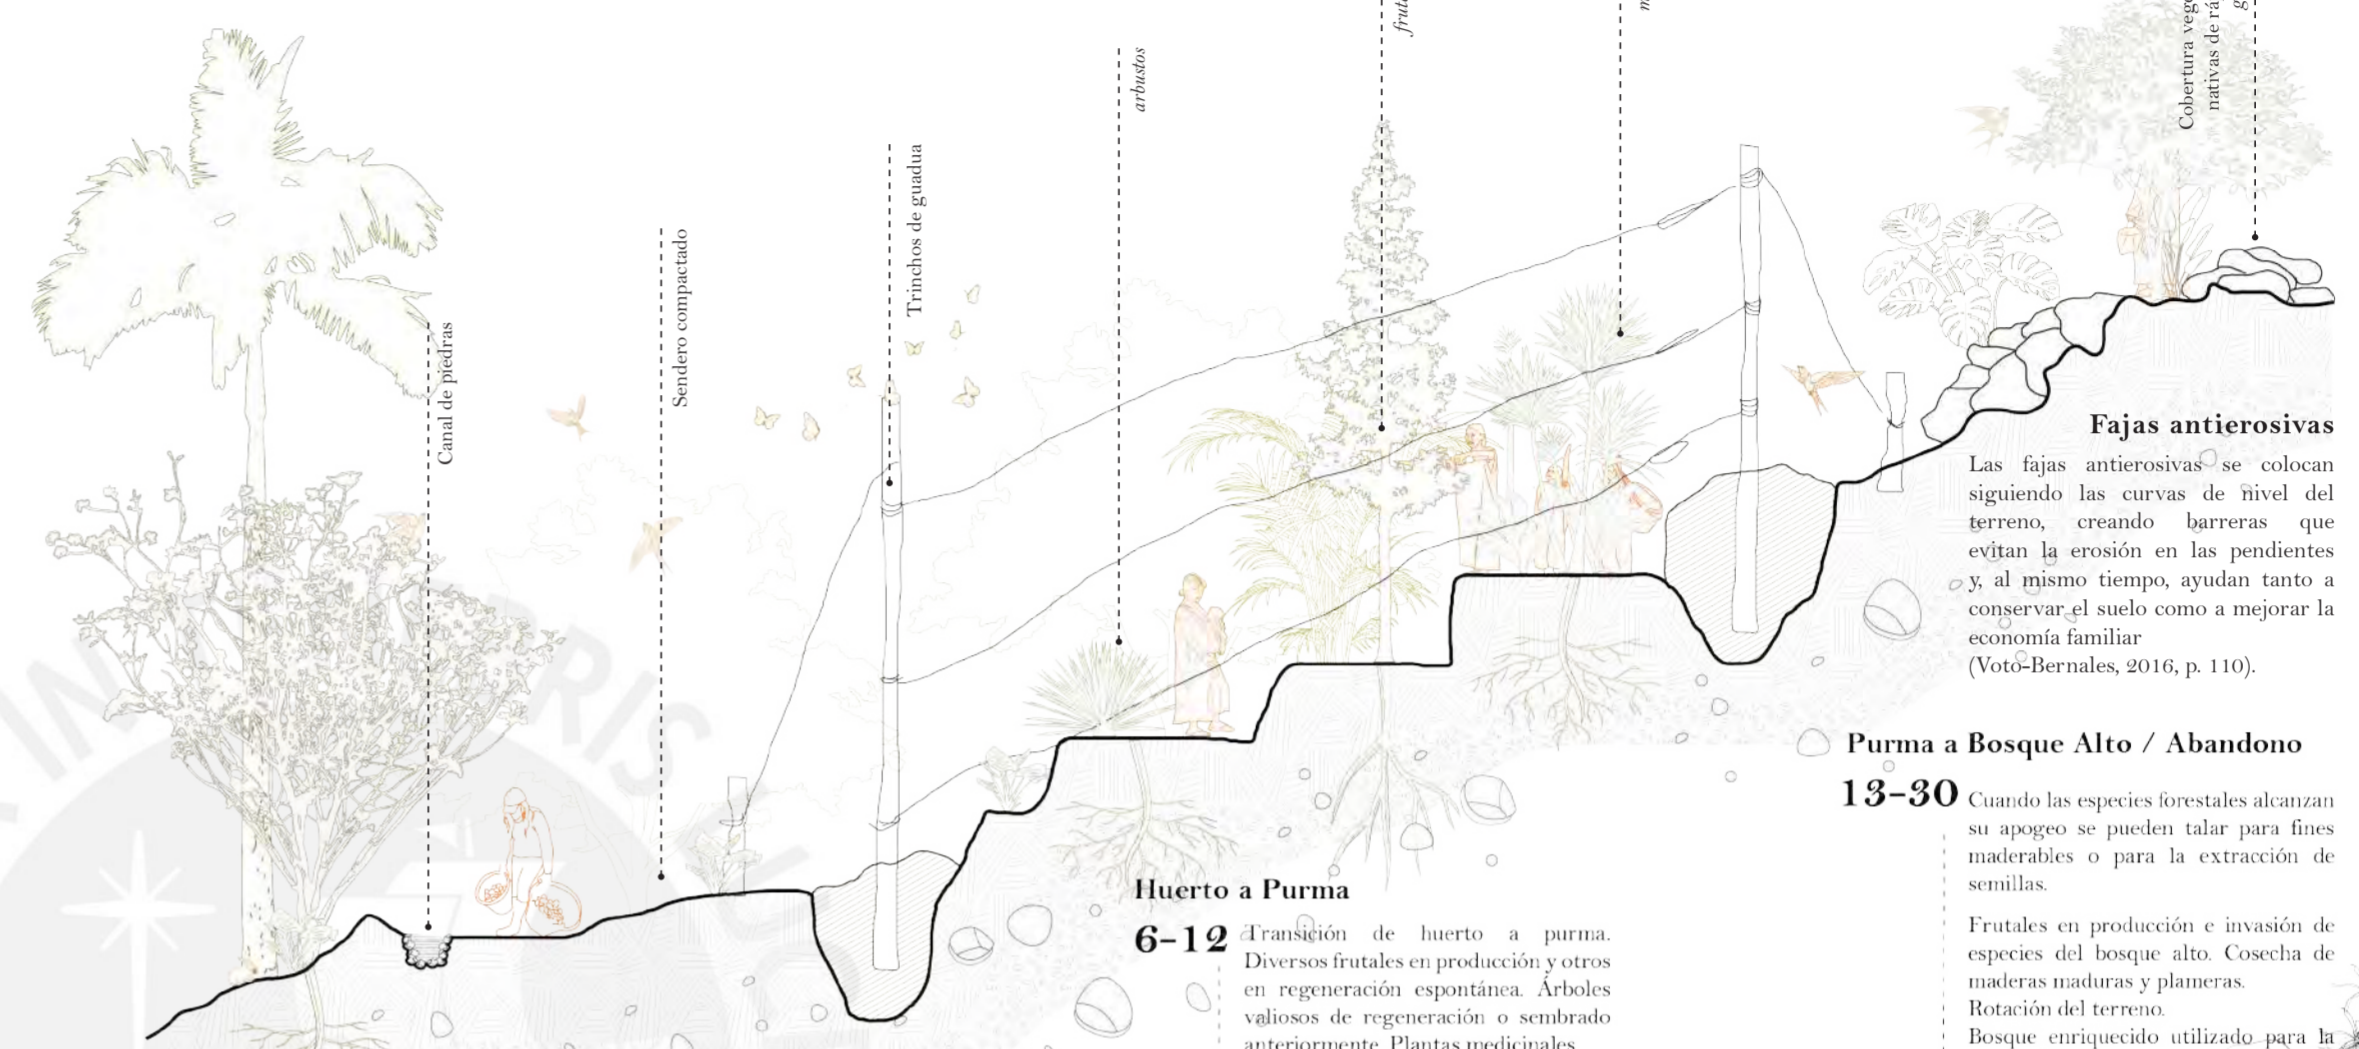 Canal de piedras
Sendero compactado
Trinchos de guadua
arbustos
nativas de
Fajas antierosivas
Las fajas antierosivas se colocan
siguiendo las curvas de nivel del
terreno, creando barreras que
evitan la erosión en las pendientes
y, al mismo tiempo, ayudan tanto a
conservar el suelo como a mejorar la
economía familiar
(Voto-Bernales, 2016, p. 110).
Huerto a Purma
6-12
Transición de huerto a purma.
Diversos frutales en producción y otros
en regeneración espontánea. Árboles
valiosos de regeneración o sembrado
anteriormente. Plantas medicinales
Purma a Bosque Alto / Abandono
13-30
Cuando las especies forestales alcanzan
su apogeo se pueden talar para fines
maderables o para la extracción de
semillas.
Frutales en producción e invasión de
especies del bosque alto. Cosecha de
maderas maduras y plameras.
Rotación del terreno.
Bosque enriquecido utilizado para la
Cobertura